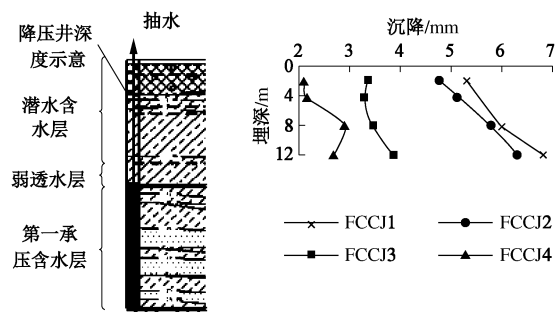 抽水
降压井深
度示意
潜水含
水层
弱透水层
第一承
压含水层
沉降/mm
2 3 4 5 6 7 8
0
4
8
12
埋深/m
FCCJ1
FCCJ2
FCCJ3
FCCJ4